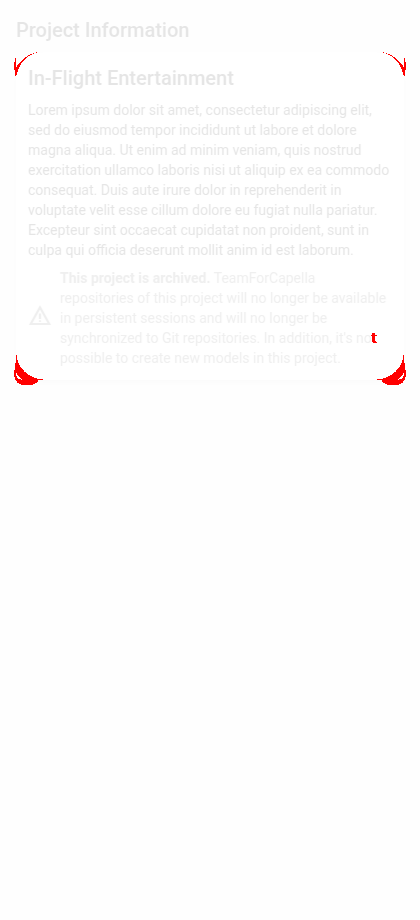 Project Information
In-Flight Entertainment
Lorem ipsum dolor sit amet, consectetur adipiscing elit,
sed do eiusmod tempor incididunt ut labore et dolore
magna aliqua. Ut enim ad minim veniam, quis nostrud
exercitation ullamco laboris nisi ut aliquip ex ea commodo
consequat. Duis aute irure dolor in reprehenderit in
voluptate velit esse cillum dolore eu fugiat nulla pariatur.
Excepteur sint occaecat cupidatat non proident, sunt in
culpa qui officia deserunt mollit anim id est laborum.
This project is archived. TeamForCapella
repositories of this project will no longer be available
in persistent sessions and will no longer be
synchronized to Git repositories. In addition, it's not
possible to create new models in this project.